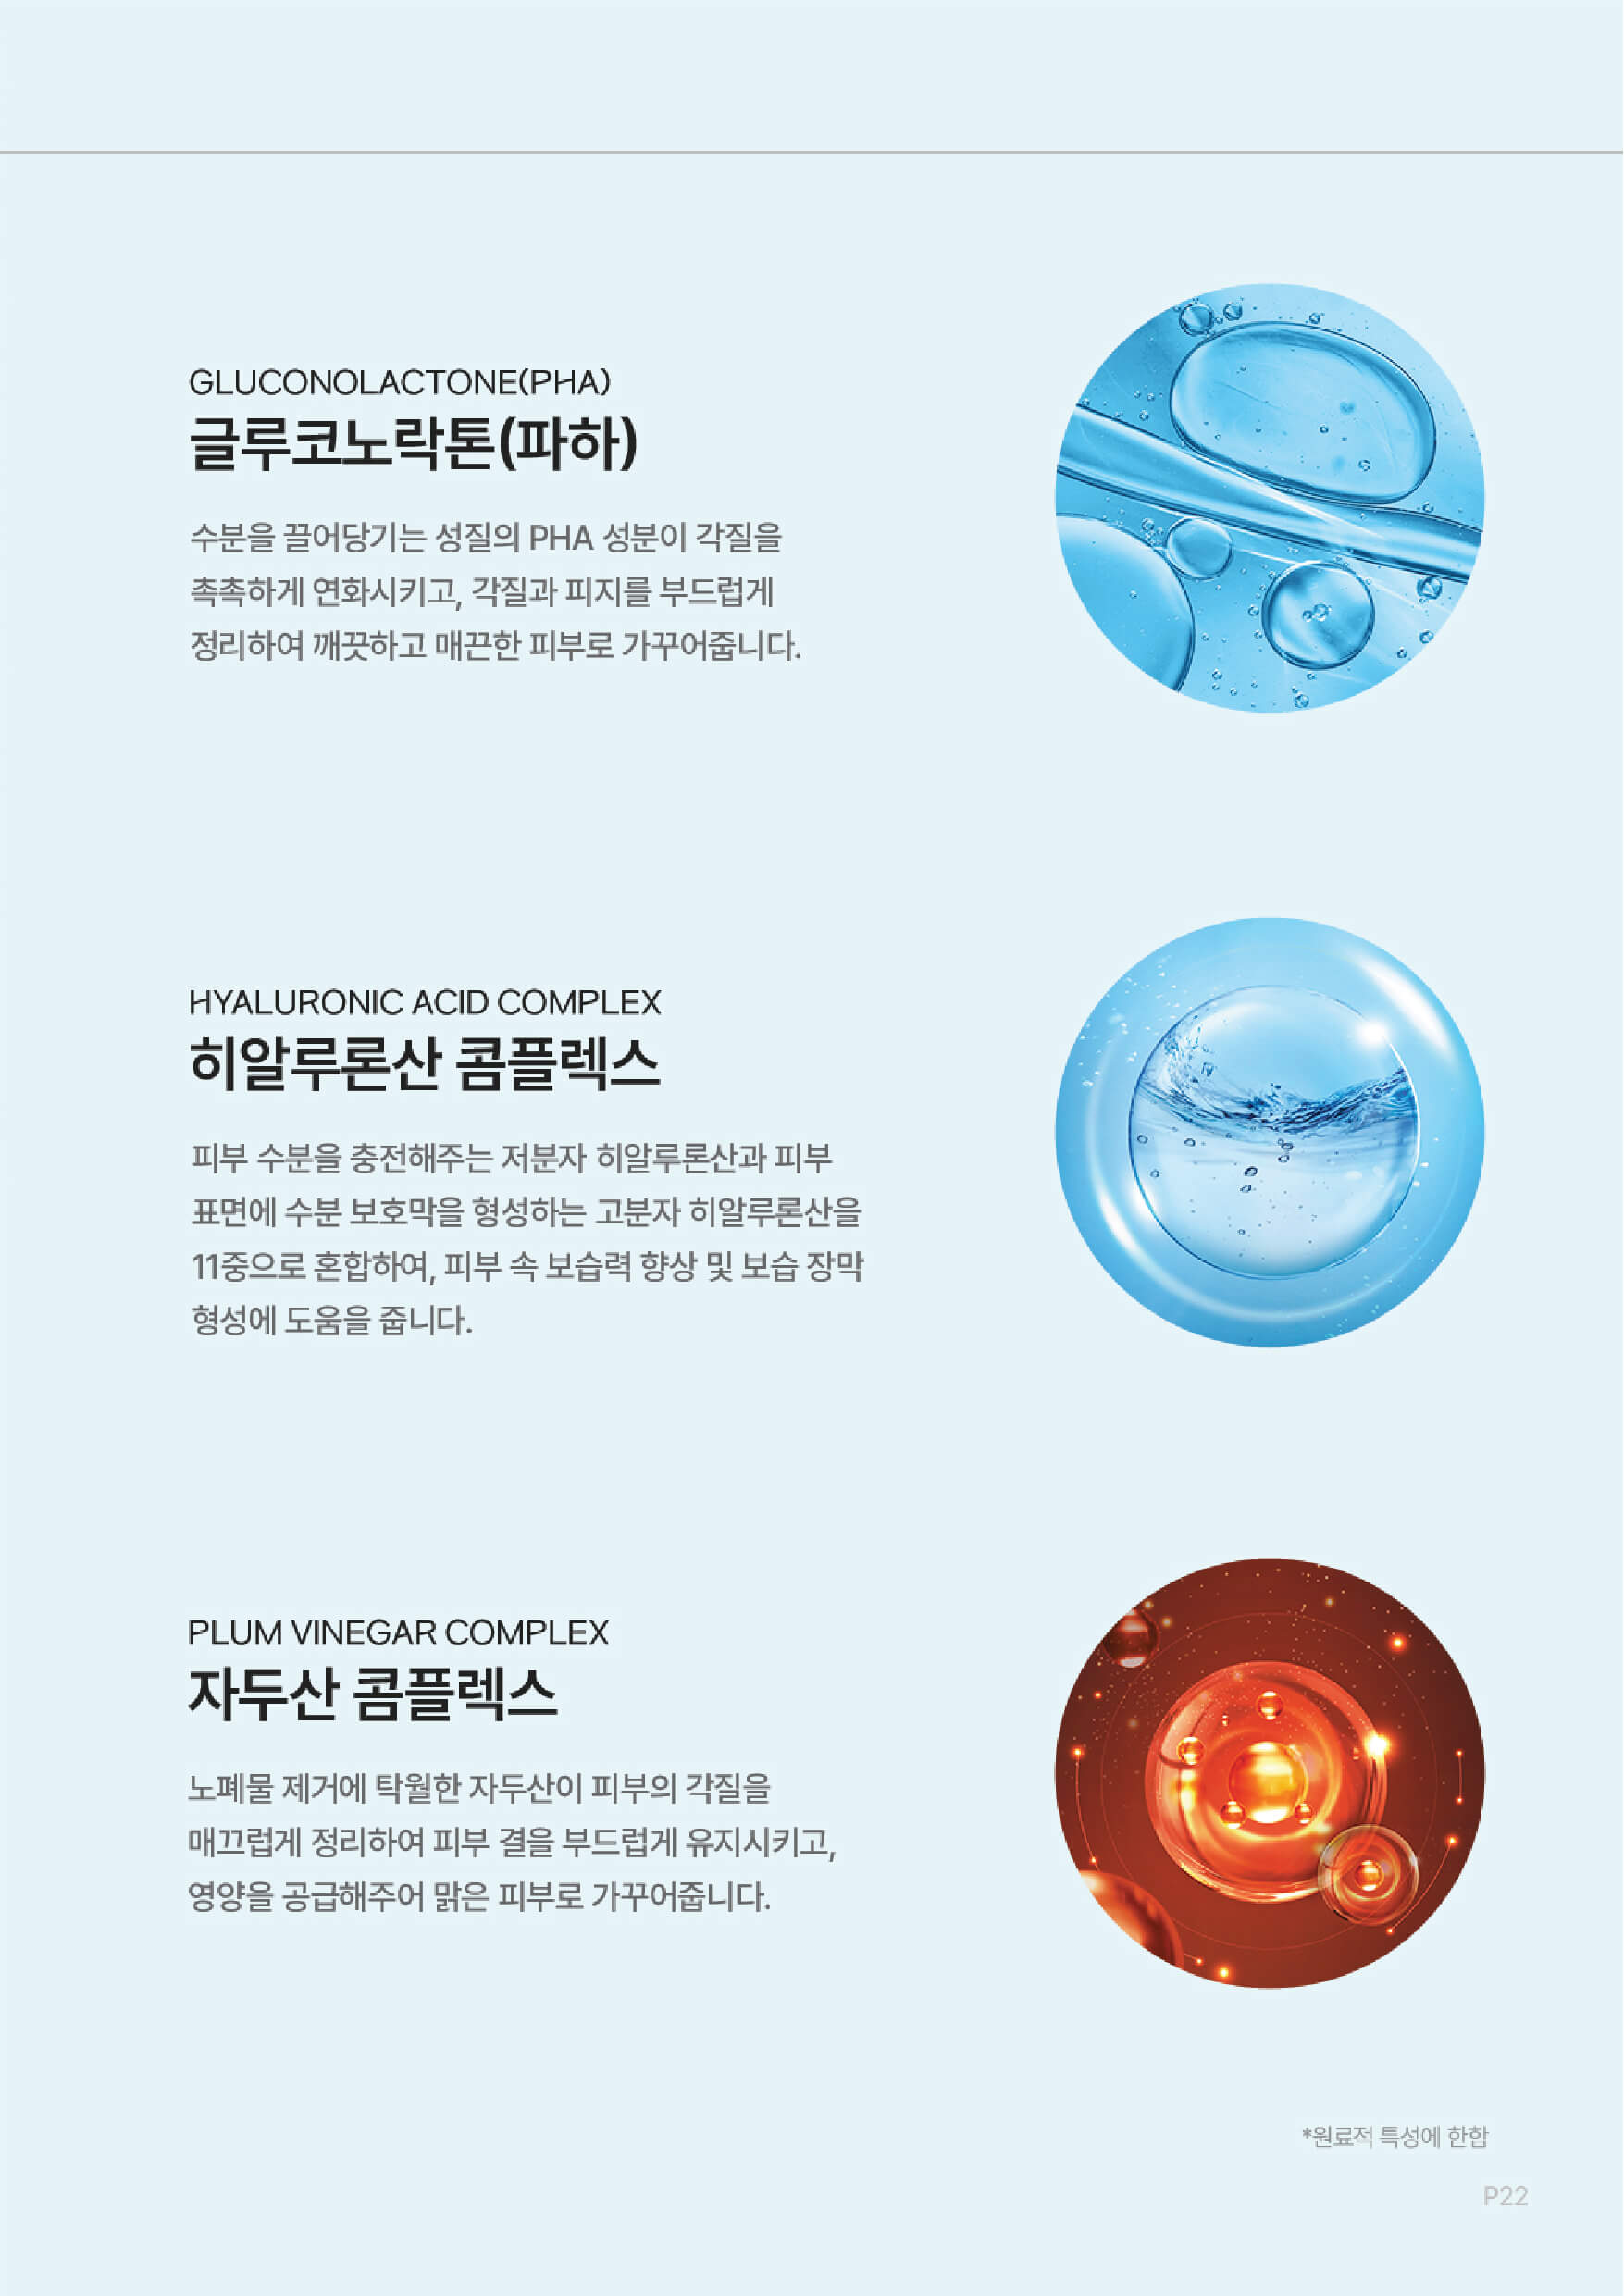 GLUCONOLACTONE(PHA)
글루코노락톤(파하)
수분을 끌어당기는 성질의 PHA 성분이 각질을
촉촉하게 연화시키고, 각질과 피지를 부드럽게
정리하여 깨끗하고 매끈한 피부로 가꾸어줍니다.
HYALURONIC ACID COMPLEX
히알루론산 콤플렉스
피부 수분을 충전해주는 저분자 히알루론산과 피부
표면에 수분 보호막을 형성하는 고분자 히알루론산을
11중으로 혼합하여, 피부 속 보습력 향상 및 보습 장막
형성에 도움을 줍니다.
PLUM VINEGAR COMPLEX
자두산 콤플렉스
노폐물 제거에 탁월한 자두산이 피부의 각질을
매끄럽게 정리하여 피부 결을 부드럽게 유지시키고,
영양을 공급해주어 맑은 피부로 가꾸어줍니다.
*원료적 특성에 한함
P22